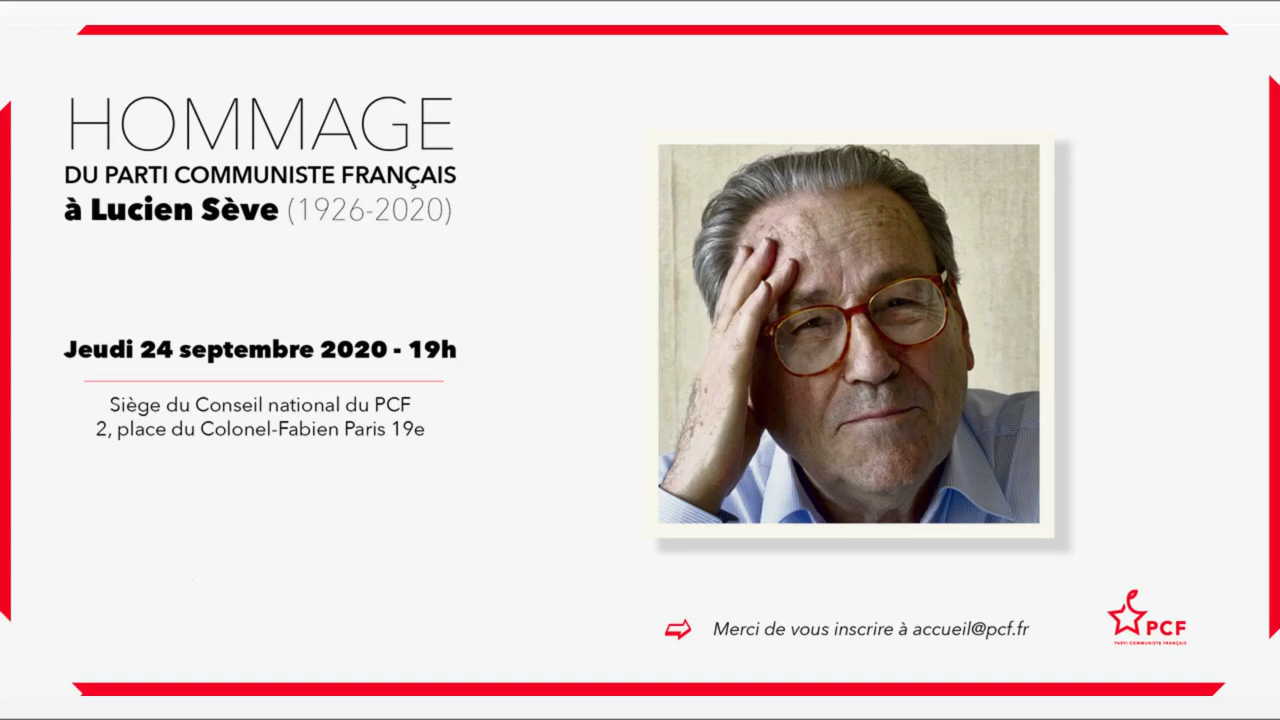 HOMMAGE
DU PARTI COMMUNISTE FRANÇAIS
à Lucien Sève (1926-2020)
Jeudi 24 septembre 2020 - 19h
Siège du Conseil national du PCF
2, place du Colonel-Fabien Paris 19e
Merci de vous inscrire à accueil@pcf.fr
PCF
PARTI COMMUNISTE FRANÇAIS